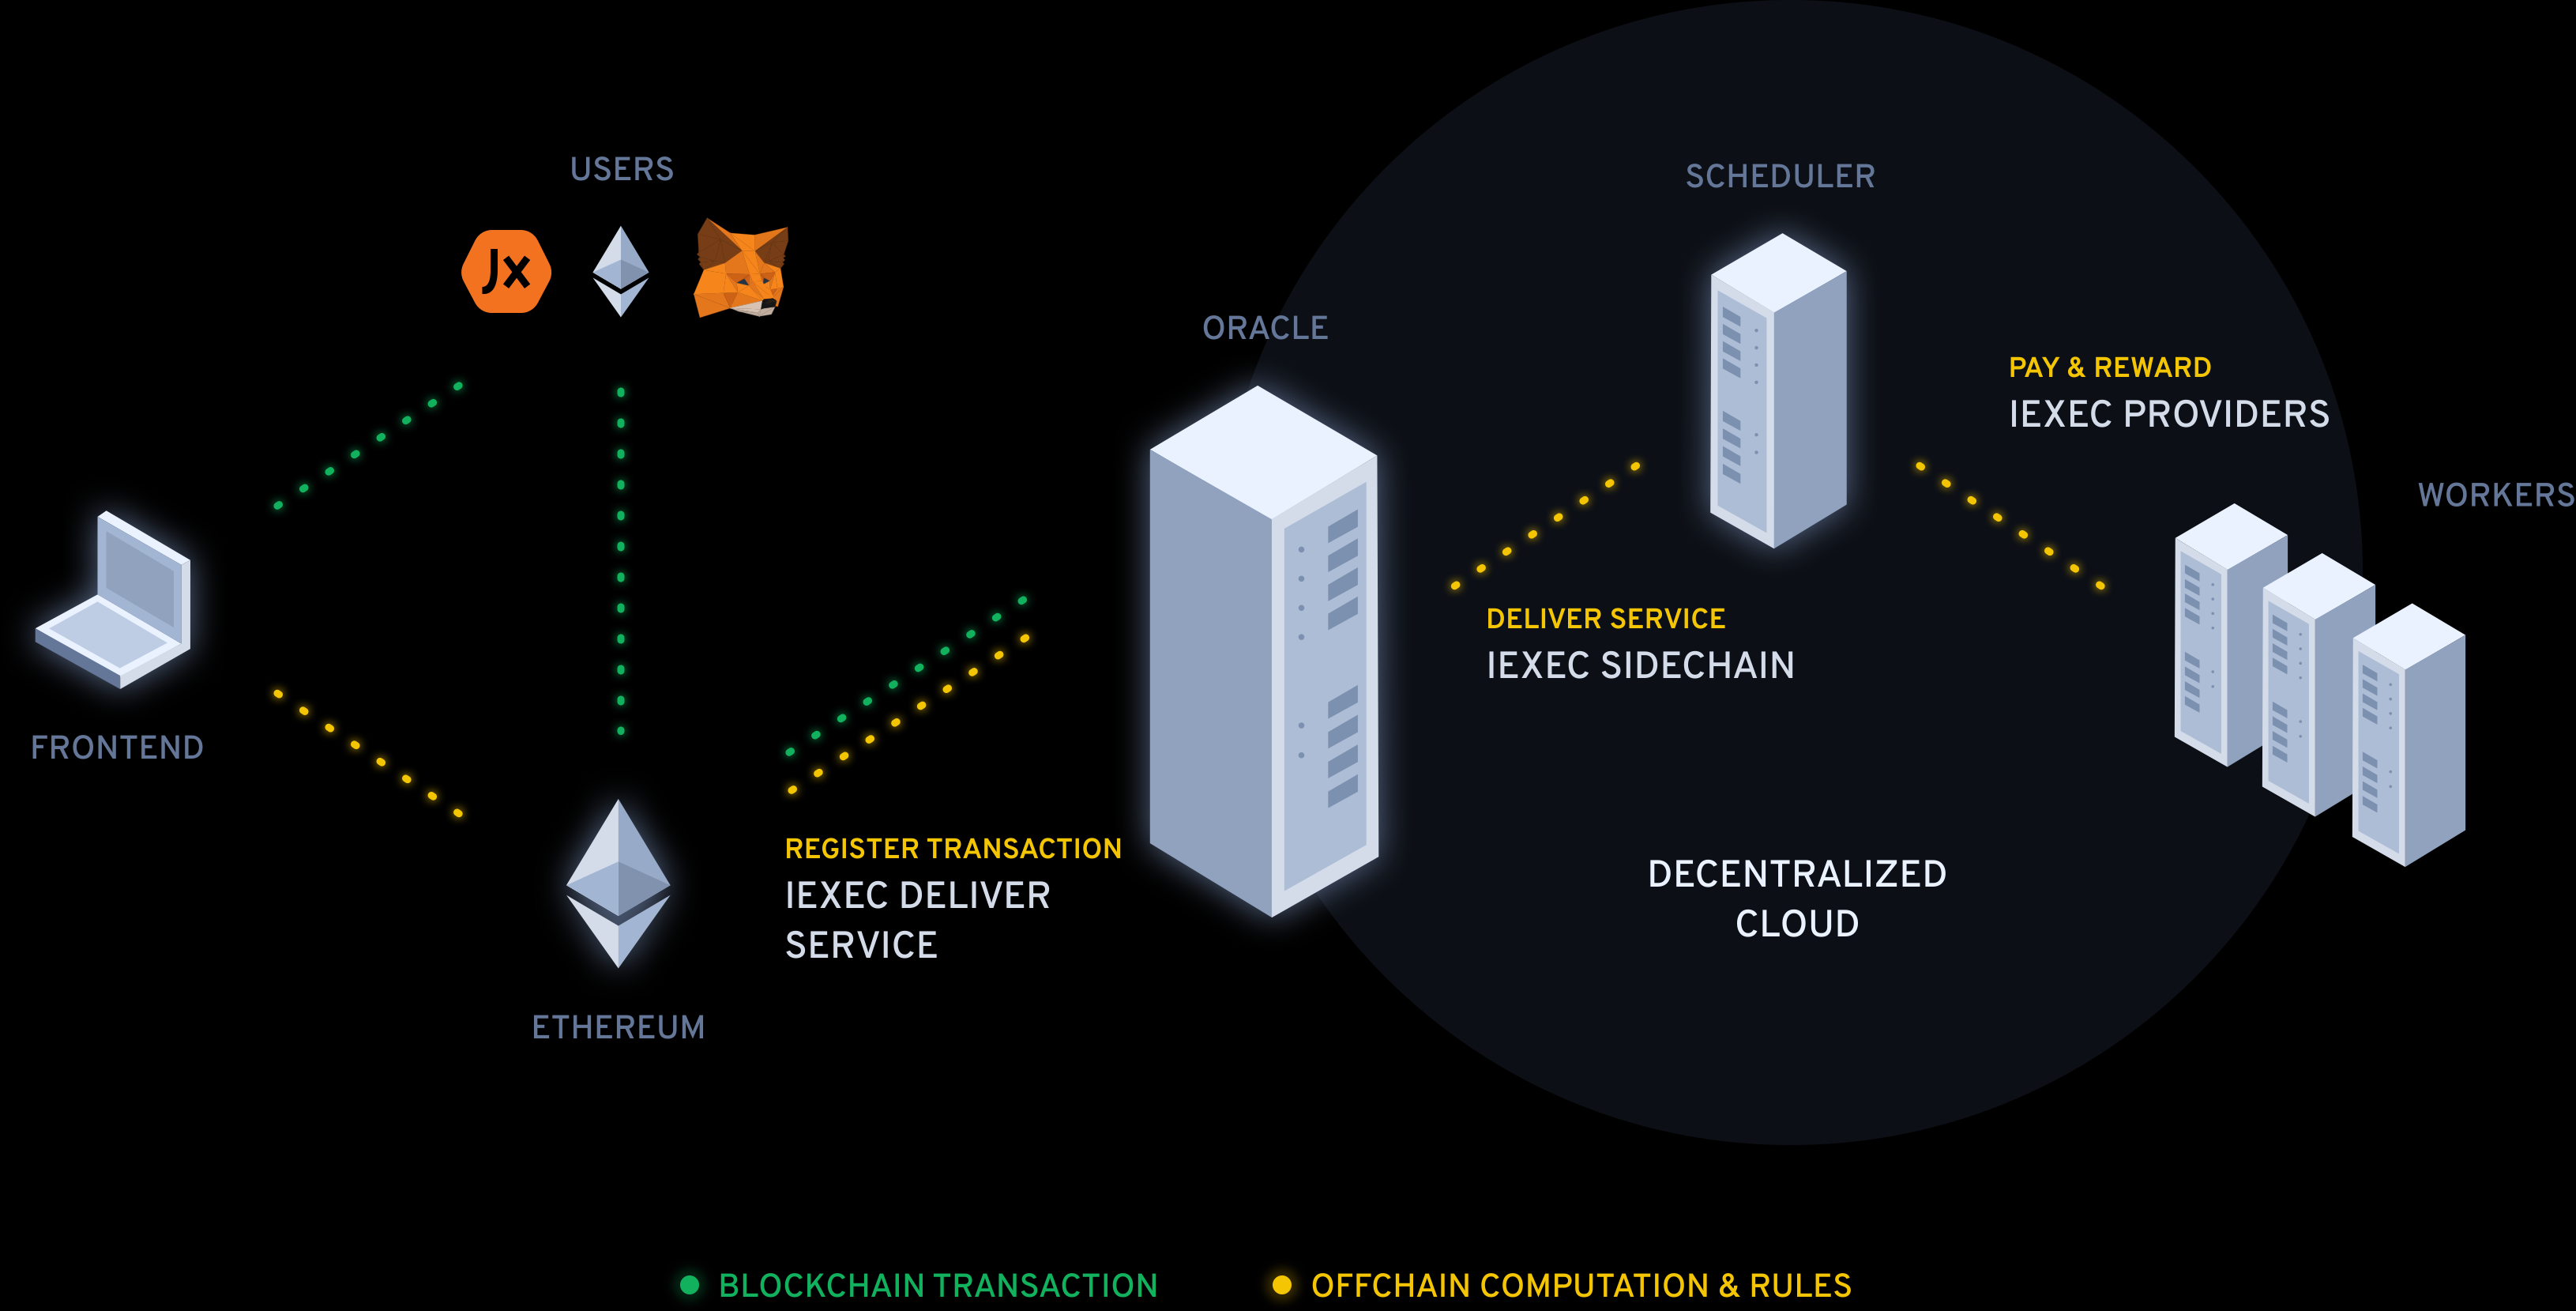 USERS
Jx
SCHEDULER
ORACLE
PAY & REWARD
IEXEC PROVIDERS
WORKERS
DELIVER SERVICE
IEXEC SIDECHAIN
FRONTEND
REGISTER TRANSACTION
IEXEC DELIVER
SERVICE
DECENTRALIZED
CLOUD
ETHEREUM
BLOCKCHAIN TRANSACTION
OFFCHAIN COMPUTATION & RULES